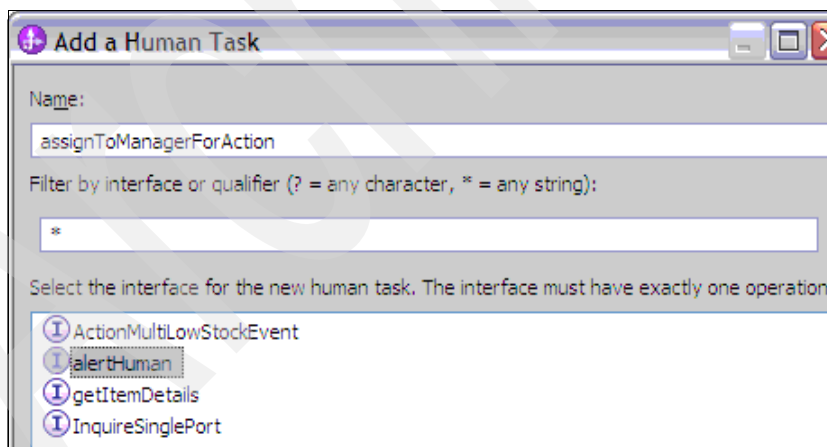 Add a Human Task
Name:
assignToManagerForAction
Filter by interface or qualifier (? = any character, * = any string):
*
Select the interface for the new human task. The interface must have exactly one operation
ActionMultiLowStockEvent
alertHuman
getItemDetails
InquireSinglePort